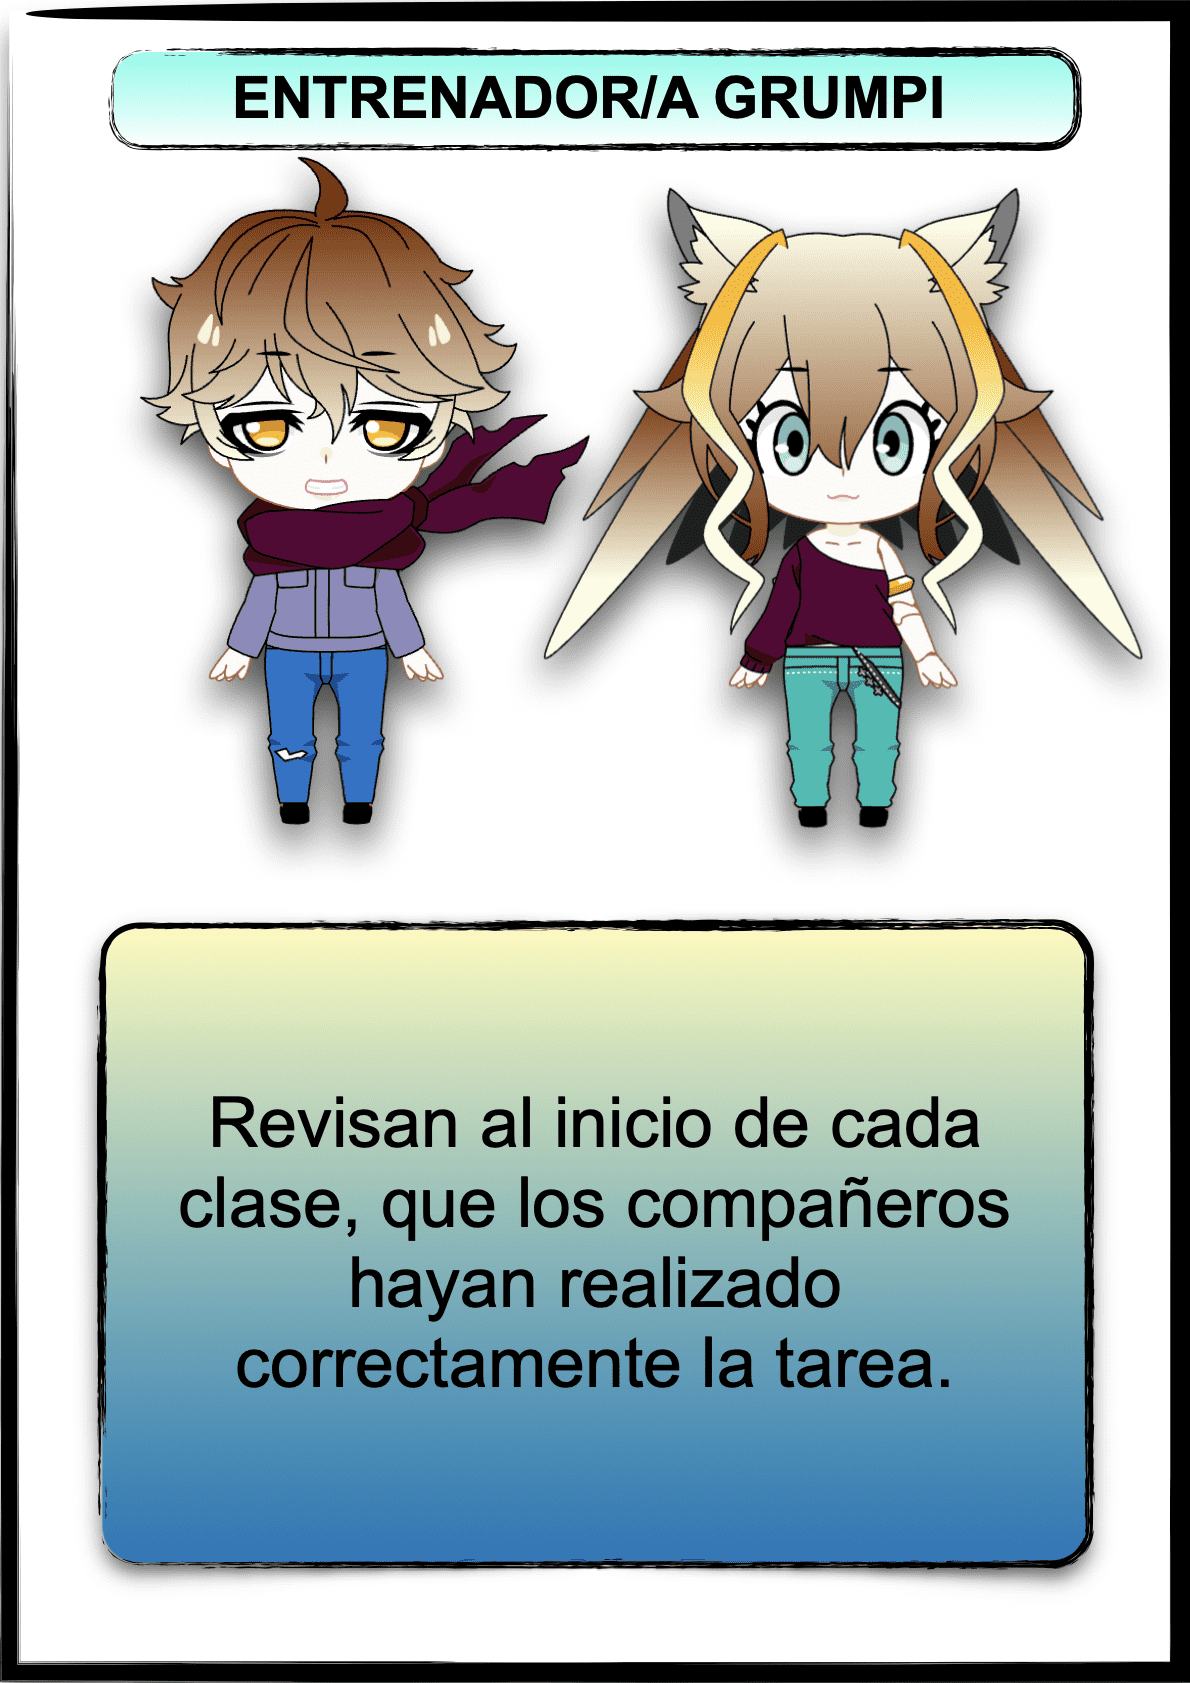 ENTRENADOR/A GRUMPI
Revisan al inicio de cada
clase, que los compañeros
hayan realizado
correctamente la tarea.